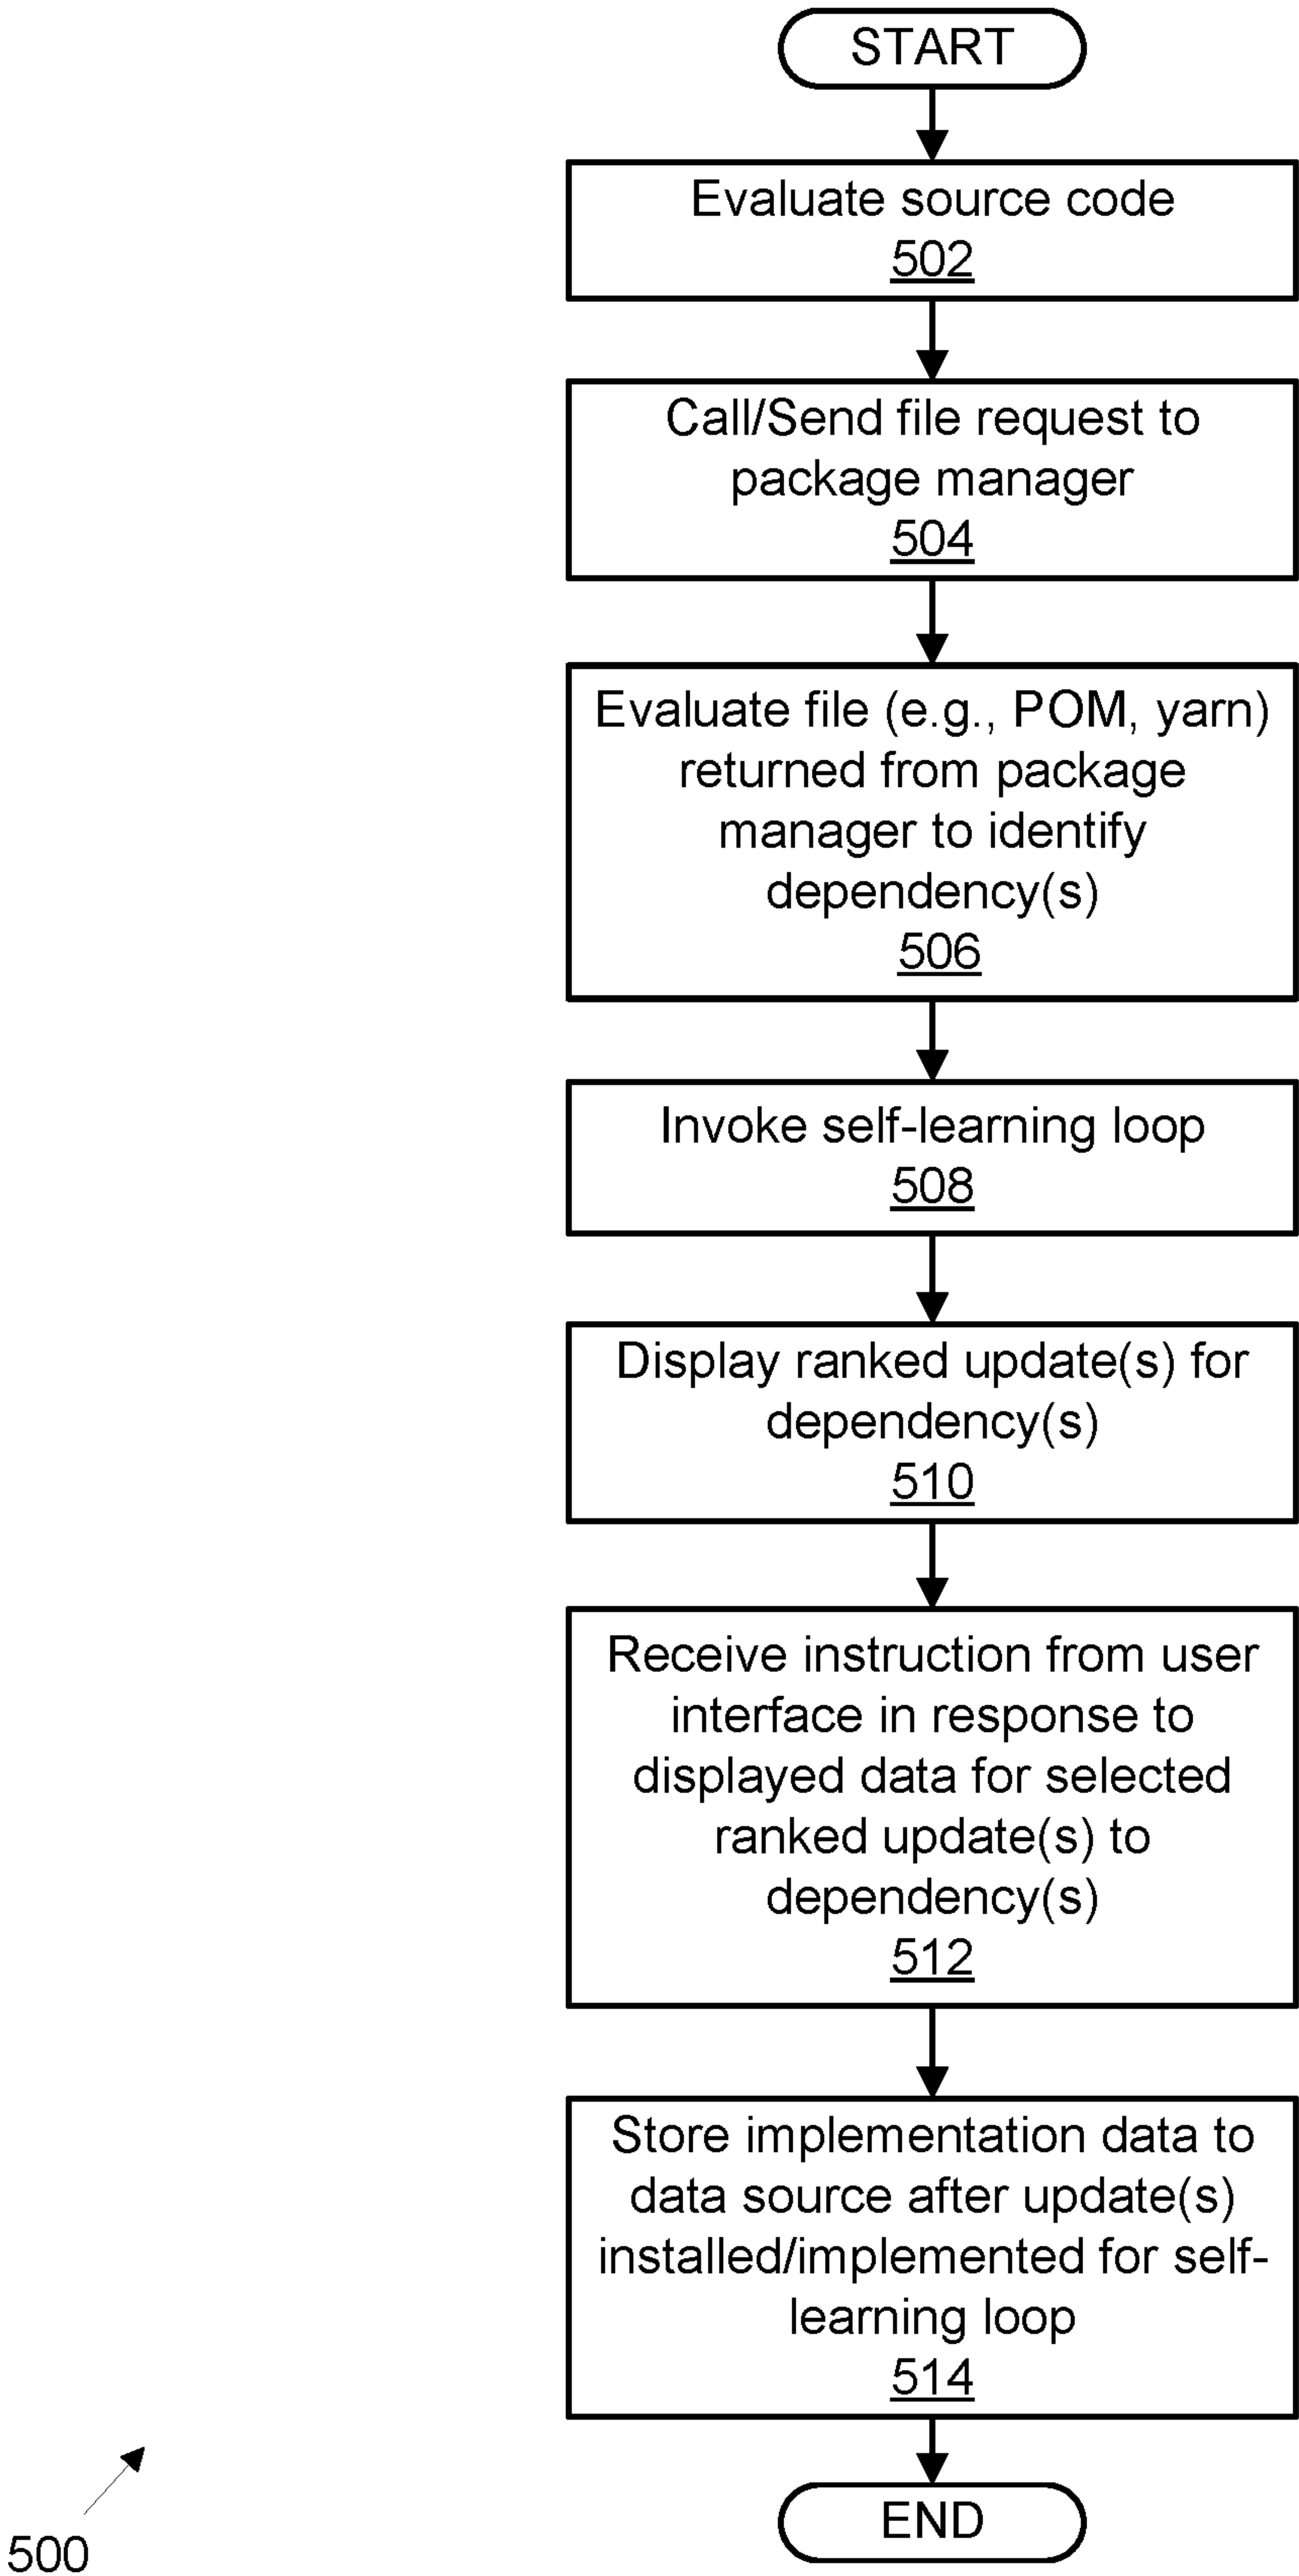 START
Evaluate source code
502
Call/Send file request to
package manager
504
Evaluate file (e.g., POM, yarn)
returned from package
manager to identify
dependency(s)
506
Invoke self-learning loop
508
Display ranked update(s) for
dependency(s)
510
Receive instruction from user
interface in response to
displayed data for selected
ranked update(s) to
dependency(s)
512
Store implementation data to
data source after update(s)
installed/implemented for self-
learning loop
514
END
500